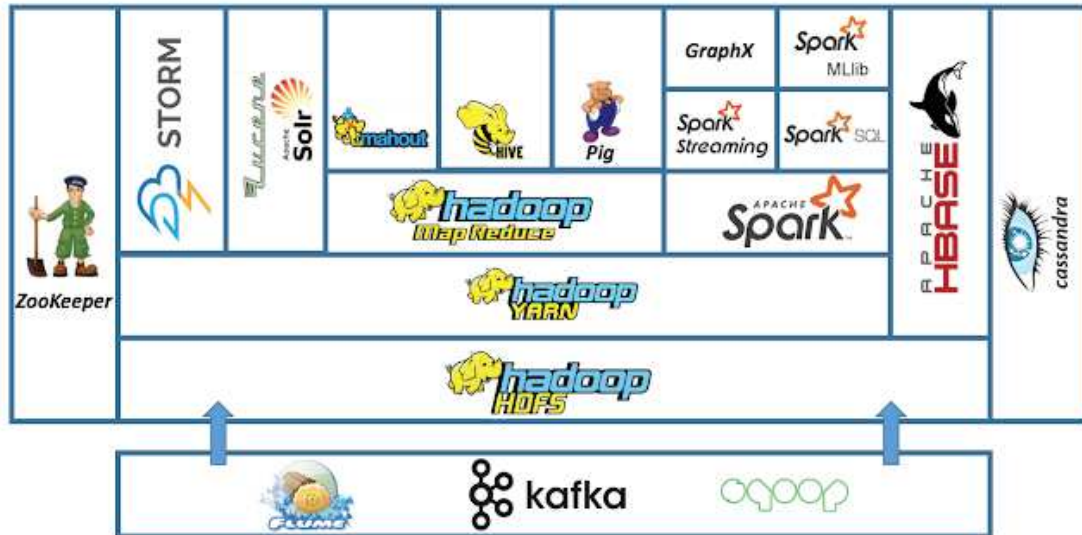 ZooKeeper
STORM
Lucene
Apache
Solr
mahout
HIVE
Pig
GraphX
Spark
MLlib
Spark
Streaming
Spark SQL
hadoop
Map Reduce
APACHE
Spark
APACHE
HBASE
cassandra
hadoop
YARN
hadoop
HDFS
FLUME
kafka
sqoop